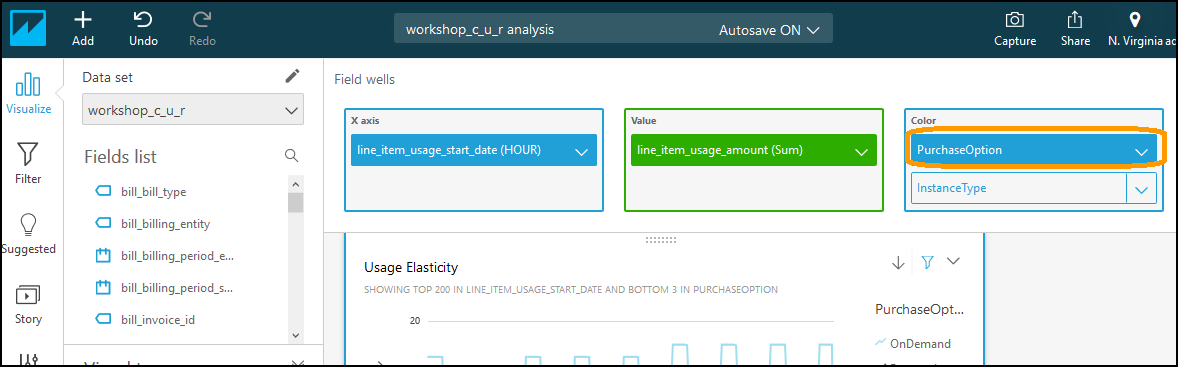 Add
Undo
Redo
workshop_c_u_r analysis
Autosave ON
Capture
Share
N. Virginia ad
Visualize
Filter
Suggested
Story
Data set
workshop_c_u_r
Fields list
bill_bill_type
bill_billing_entity
bill_billing_period_e...
bill_billing_period_s...
bill_invoice_id
Field wells
X axis
line_item_usage_start_date (HOUR)
Value
line_item_usage_amount (Sum)
Color
PurchaseOption
InstanceType
Usage Elasticity
SHOWING TOP 200 IN LINE_ITEM_USAGE_START_DATE AND BOTTOM 3 IN PURCHASEOPTION
20
PurchaseOpt...
OnDemand